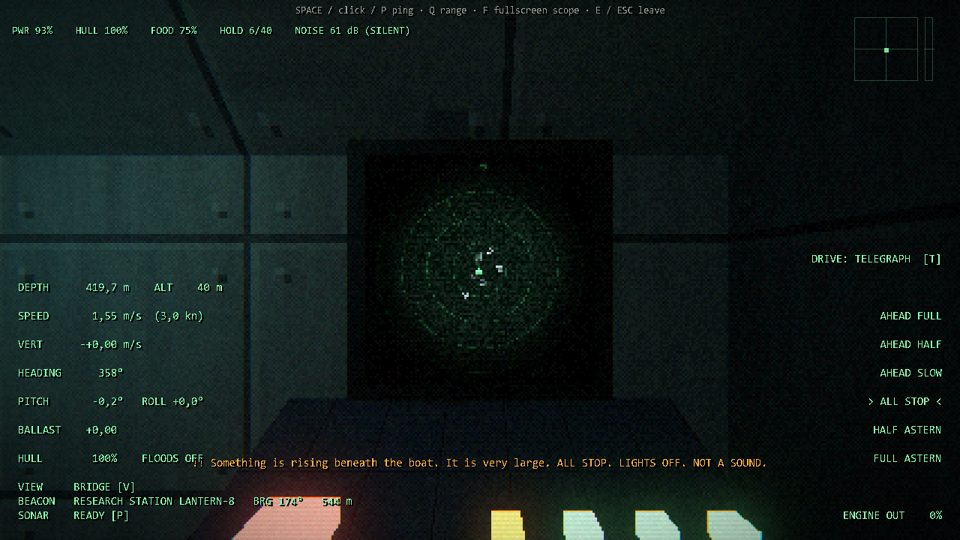 SPACE / click / P ping · Q range · F fullscreen scope · E / ESC leave
PWR 93% HULL 100% FOOD 75% HOLD 6/40 NOISE 61 dB (SILENT)
DRIVE: TELEGRAPH [T]
DEPTH 419,7 m ALT 40 m
SPEED 1,55 m/s (3,0 kn)
AHEAD FULL
VERT -+0,00 m/s
AHEAD HALF
HEADING 358°
AHEAD SLOW
PITCH -0,2° ROLL +0,0°
> ALL STOP <
BALLAST +0,00
HALF ASTERN
HULL 100% FLOODS OFF
Something is rising beneath the boat. It is very large. ALL STOP. LIGHTS OFF. NOT A SOUND.
FULL ASTERN
VIEW BRIDGE [V]
BEACON RESEARCH STATION LANTERN-8 BRG 174° 544 m
SONAR READY [P]
ENGINE OUT 0%